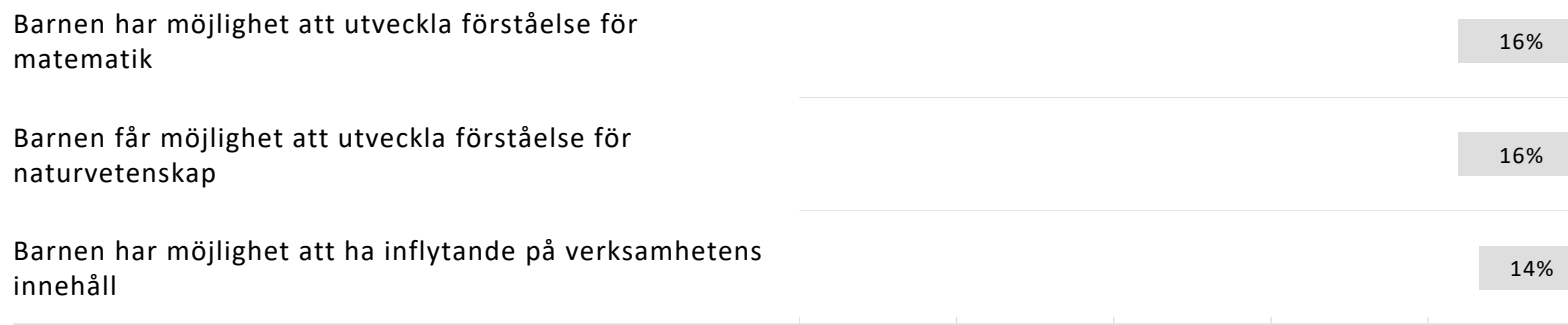 Barnen har möjlighet att utveckla förståelse för
matematik
16%
Barnen får möjlighet att utveckla förståelse för
naturvetenskap
16%
Barnen har möjlighet att ha inflytande på verksamhetens
innehåll
14%